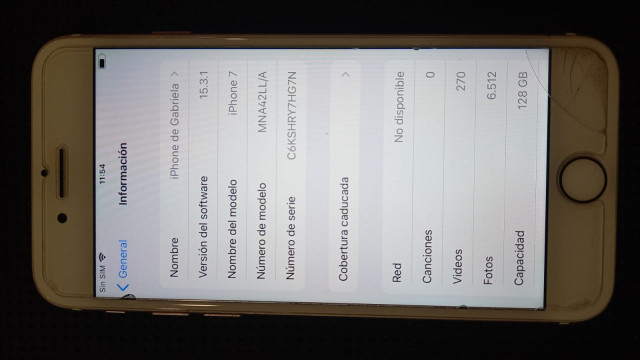 Sin SIM 11:54
General Información
Nombre iPhone de Gabriela
Versión del software 15.3.1
Nombre del modelo iPhone 7
Número de modelo MNA42LL/A
Número de serie C6KSHRY7HG7N
Cobertura caducada
Red No disponible
Canciones 0
Videos 270
Fotos 6.512
Capacidad 128 GB